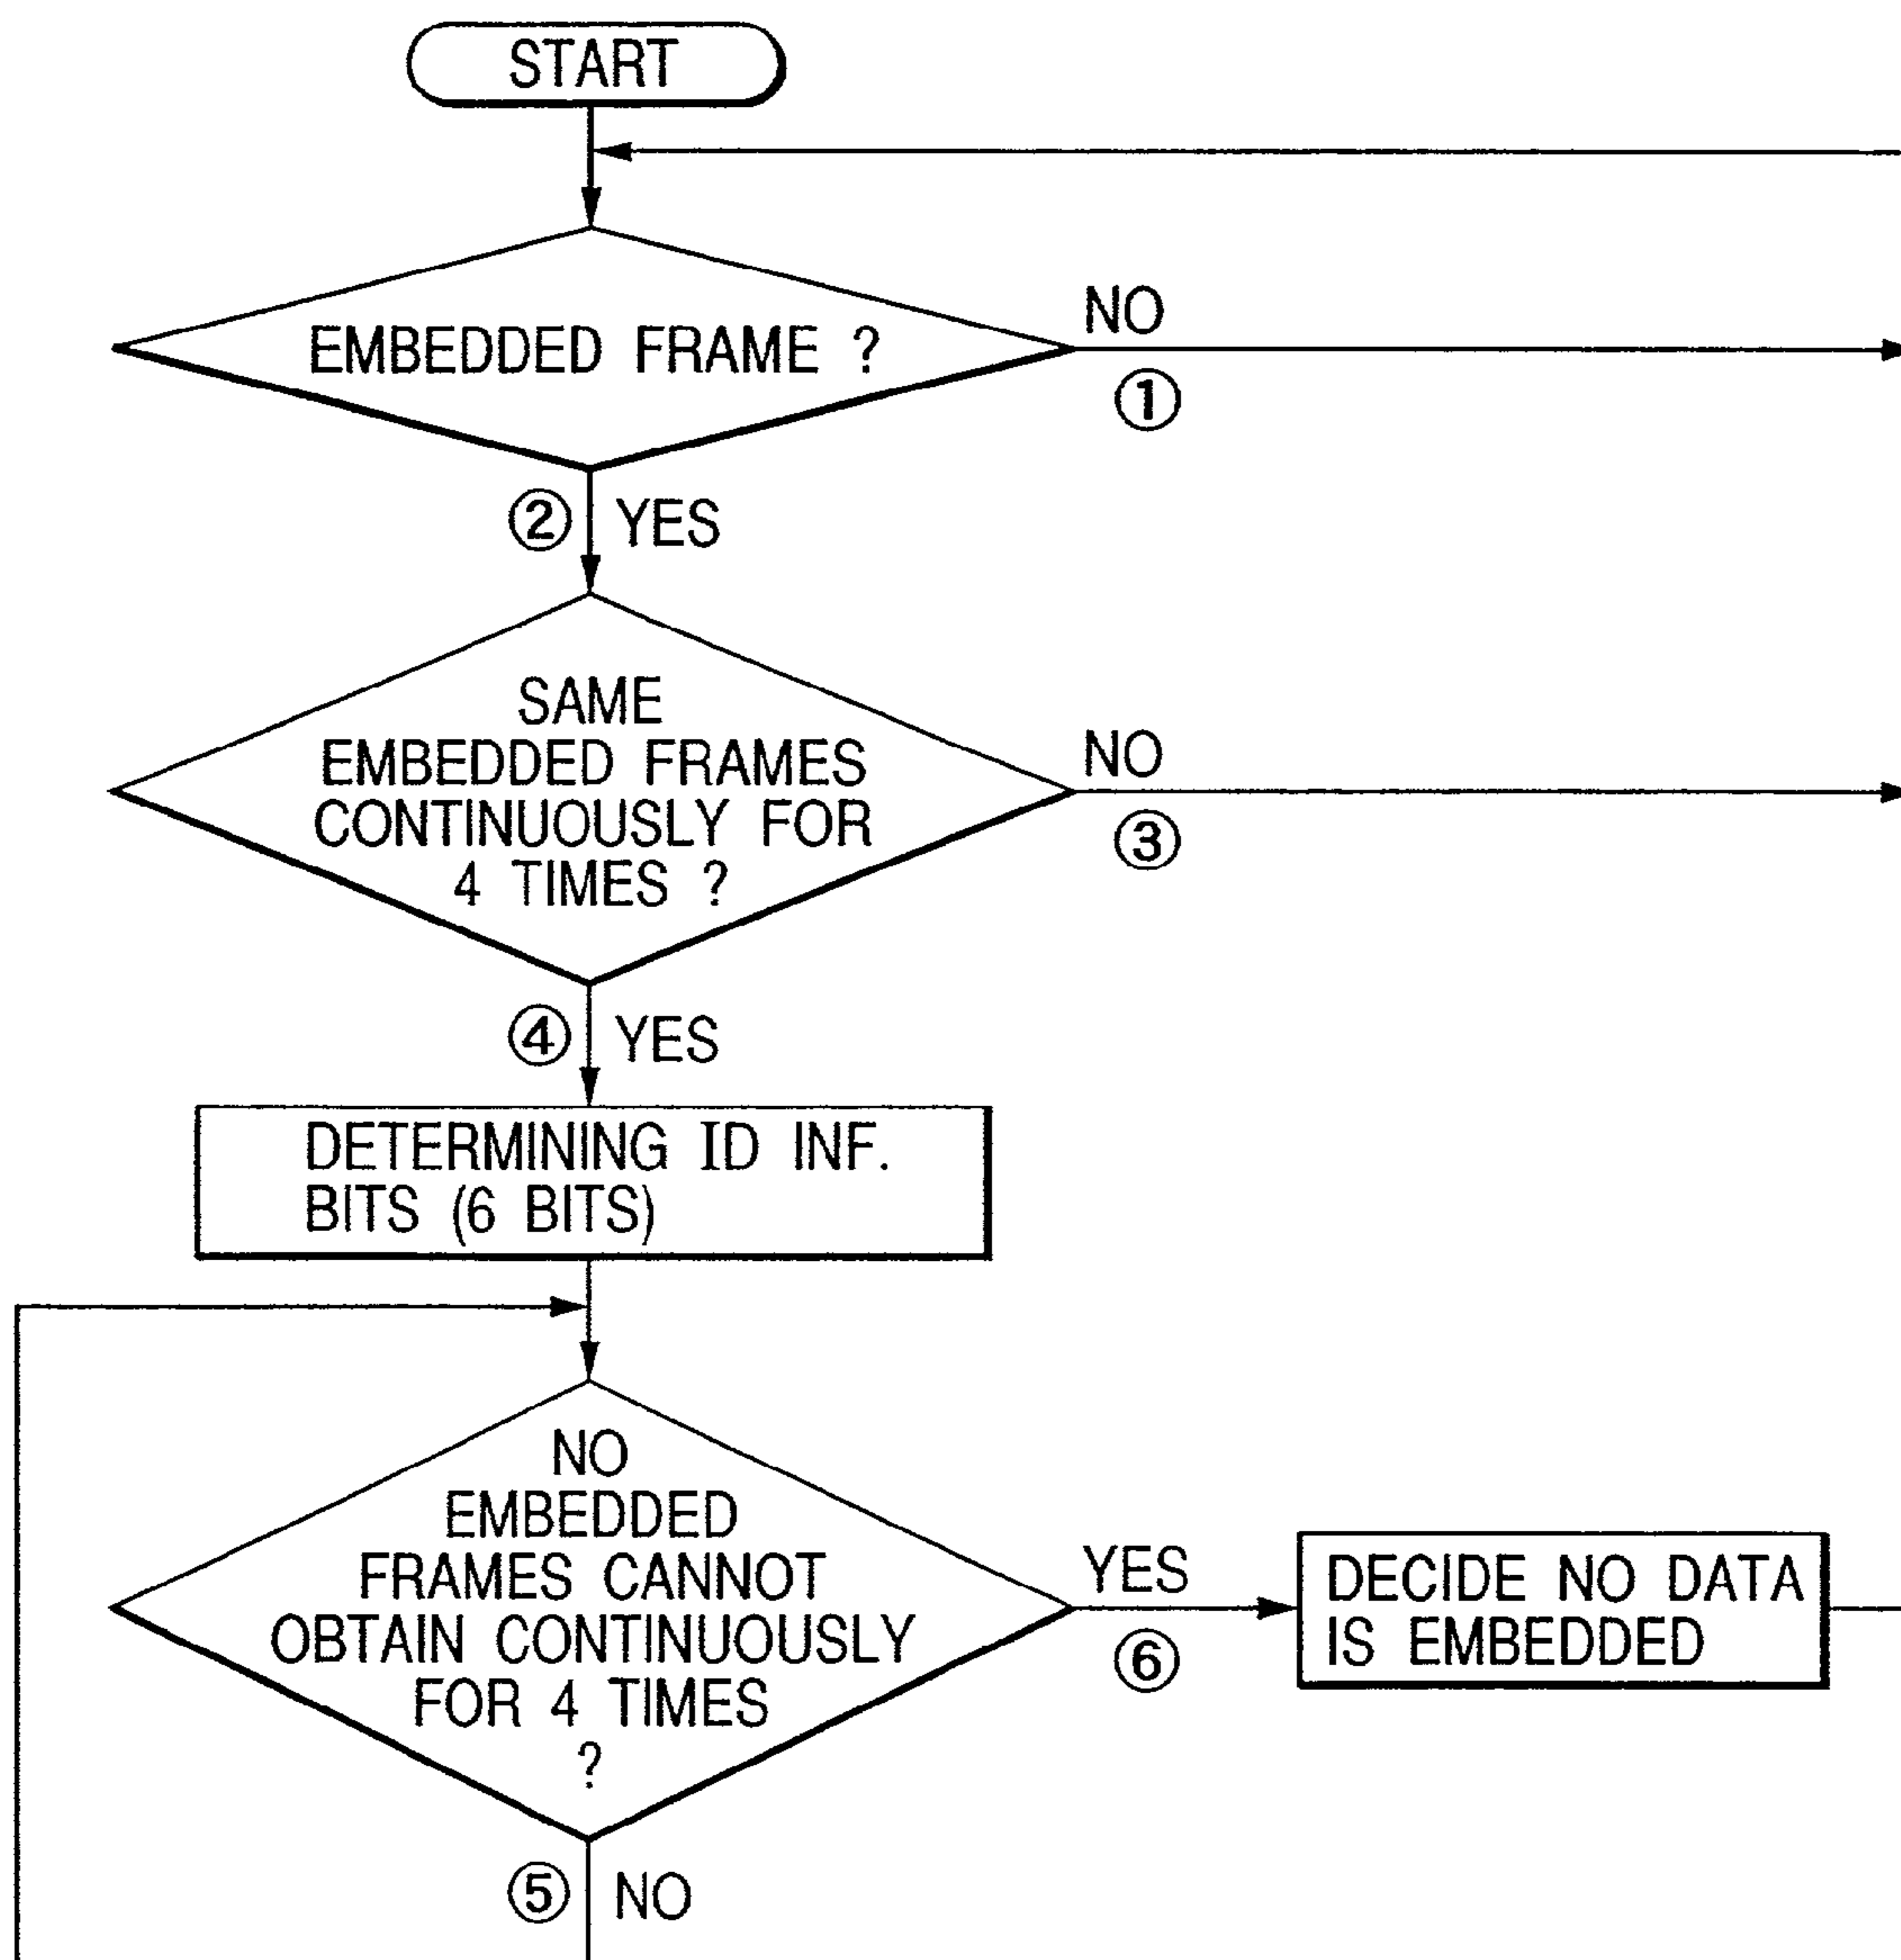 START
EMBEDDED FRAME ?
NO
①
② YES
SAME
EMBEDDED FRAMES
CONTINUOUSLY FOR
4 TIMES ?
NO
③
④ YES
DETERMINING ID INF.
BITS (6 BITS)
NO
EMBEDDED
FRAMES CANNOT
OBTAIN CONTINUOUSLY
FOR 4 TIMES
?
YES
⑥
DECIDE NO DATA
IS EMBEDDED
⑤ NO